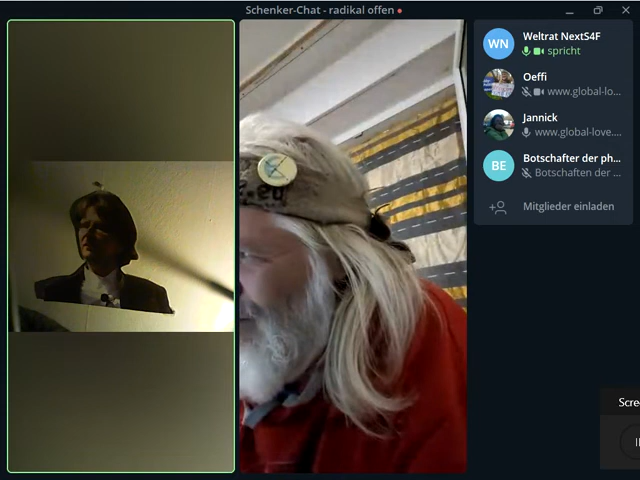 Schenker-Chat - radikal offen
Weltrat NextS4F
spricht
WN
Oeffi
www.global-lo...
Jannick
www.global-love....
BE
Botschafter der ph...
Botschaften der ...
Mitglieder einladen
Scre